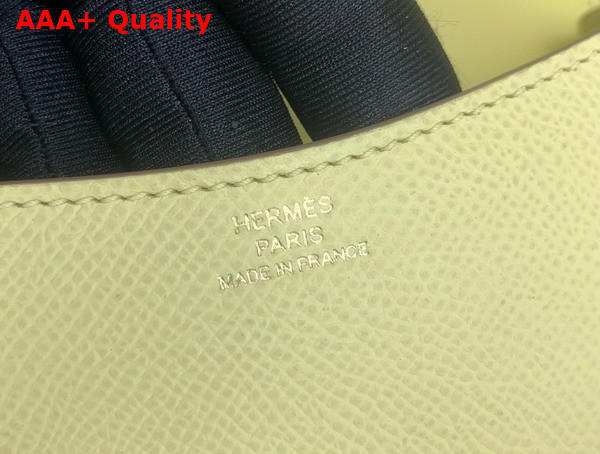 AAA+ Quality
HERMÈS
PARIS
MADE IN FRANCE